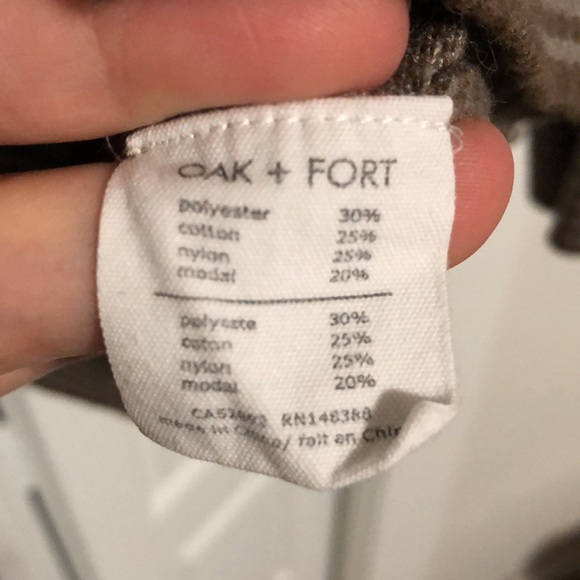 OAK + FORT
polyester 30%
cotton 25%
nylon 25%
modal 20%
polyeste 30%
coton 25%
nylon 25%
modal 20%
RN148388
made in China/ fait en Chin